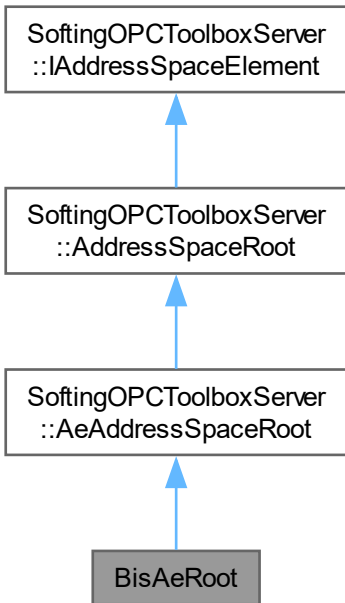 SoftingOPCToolboxServer
::IAddressSpaceElement
SoftingOPCToolboxServer
::AddressSpaceRoot
SoftingOPCToolboxServer
::AeAddressSpaceRoot
BisAeRoot